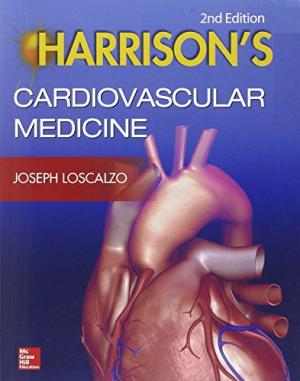 2nd Edition
HARRISON'S
CARDIOVASCULAR
MEDICINE
JOSEPH LOSCALZO
Mc
Graw
Hill
Education